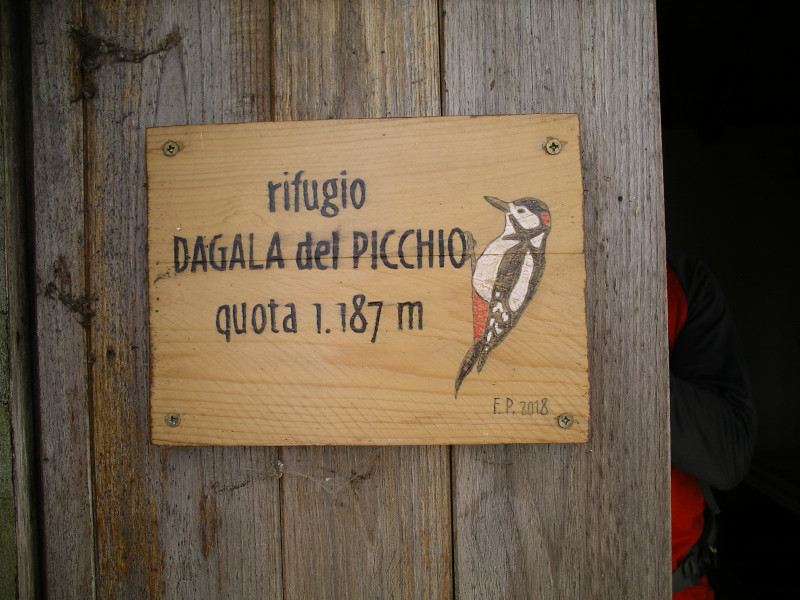 rifugio
DAGALA del PICCHIO
quota 1.187 m
F.P. 2018